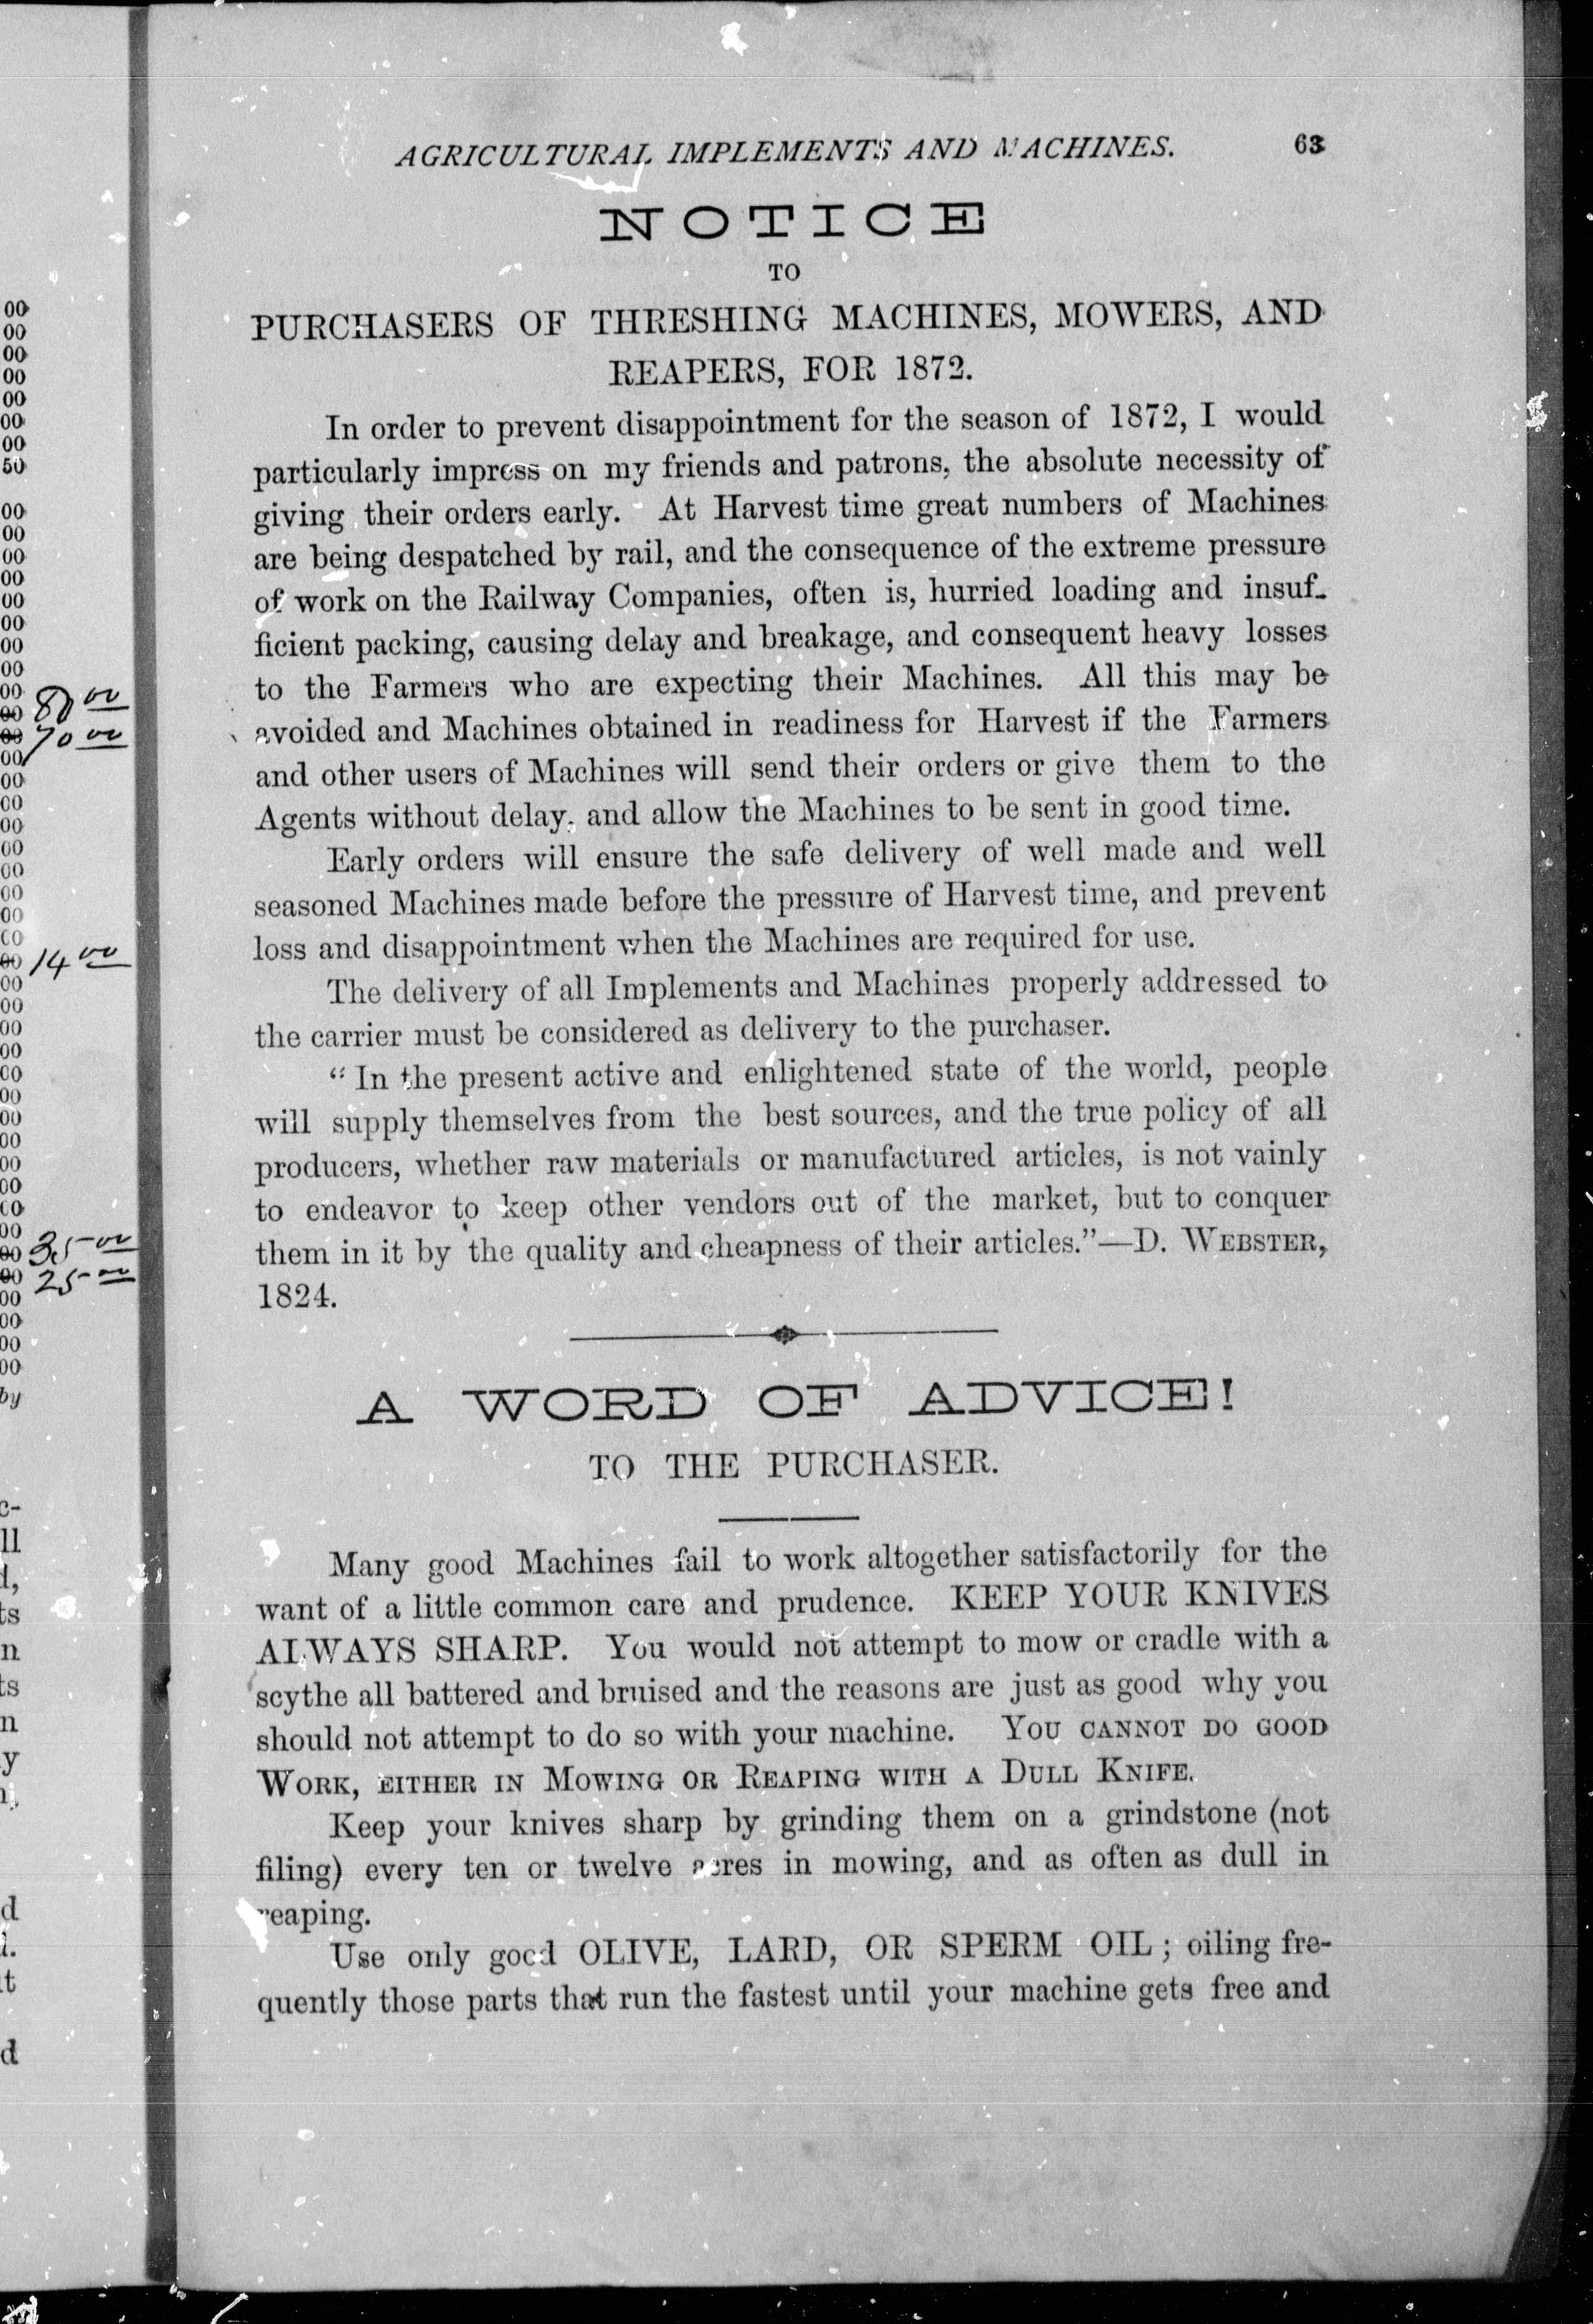 AGRICULTURAL IMPLEMENTS AND MACHINES. 63
NOTICE
TO
PURCHASERS OF THRESHING MACHINES, MOWERS, AND
REAPERS, FOR 1872.
In order to prevent disappointment for the season of 1872, I would
particularly impress on my friends and patrons, the absolute necessity of
giving their orders early. At Harvest time great numbers of Machines
are being despatched by rail, and the consequence of the extreme pressure
of work on the Railway Companies, often is, hurried loading and insuf-
ficient packing, causing delay and breakage, and consequent heavy losses
to the Farmers who are expecting their Machines. All this may be
avoided and Machines obtained in readiness for Harvest if the Farmers
and other users of Machines will send their orders or give them to the
Agents without delay, and allow the Machines to be sent in good time.
Early orders will ensure the safe delivery of well made and well
seasoned Machines made before the pressure of Harvest time, and prevent
loss and disappointment when the Machines are required for use.
The delivery of all Implements and Machines properly addressed to
the carrier must be considered as delivery to the purchaser.
"In the present active and enlightened state of the world, people
will supply themselves from the best sources, and the true policy of all
producers, whether raw materials or manufactured articles, is not vainly
to endeavor to keep other vendors out of the market, but to conquer
them in it by the quality and cheapness of their articles."—D. WEBSTER,
1824.
A WORD OF ADVICE!
TO THE PURCHASER.
Many good Machines fail to work altogether satisfactorily for the
want of a little common care and prudence. KEEP YOUR KNIVES
ALWAYS SHARP. You would not attempt to mow or cradle with a
scythe all battered and bruised and the reasons are just as good why you
should not attempt to do so with your machine. YOU CANNOT DO GOOD
WORK, EITHER IN MOWING OR REAPING WITH A DULL KNIFE.
Keep your knives sharp by grinding them on a grindstone (not
filing) every ten or twelve acres in mowing, and as often as dull in
reaping.
Use only good OLIVE, LARD, OR SPERM OIL; oiling fre-
quently those parts that run the fastest until your machine gets free and